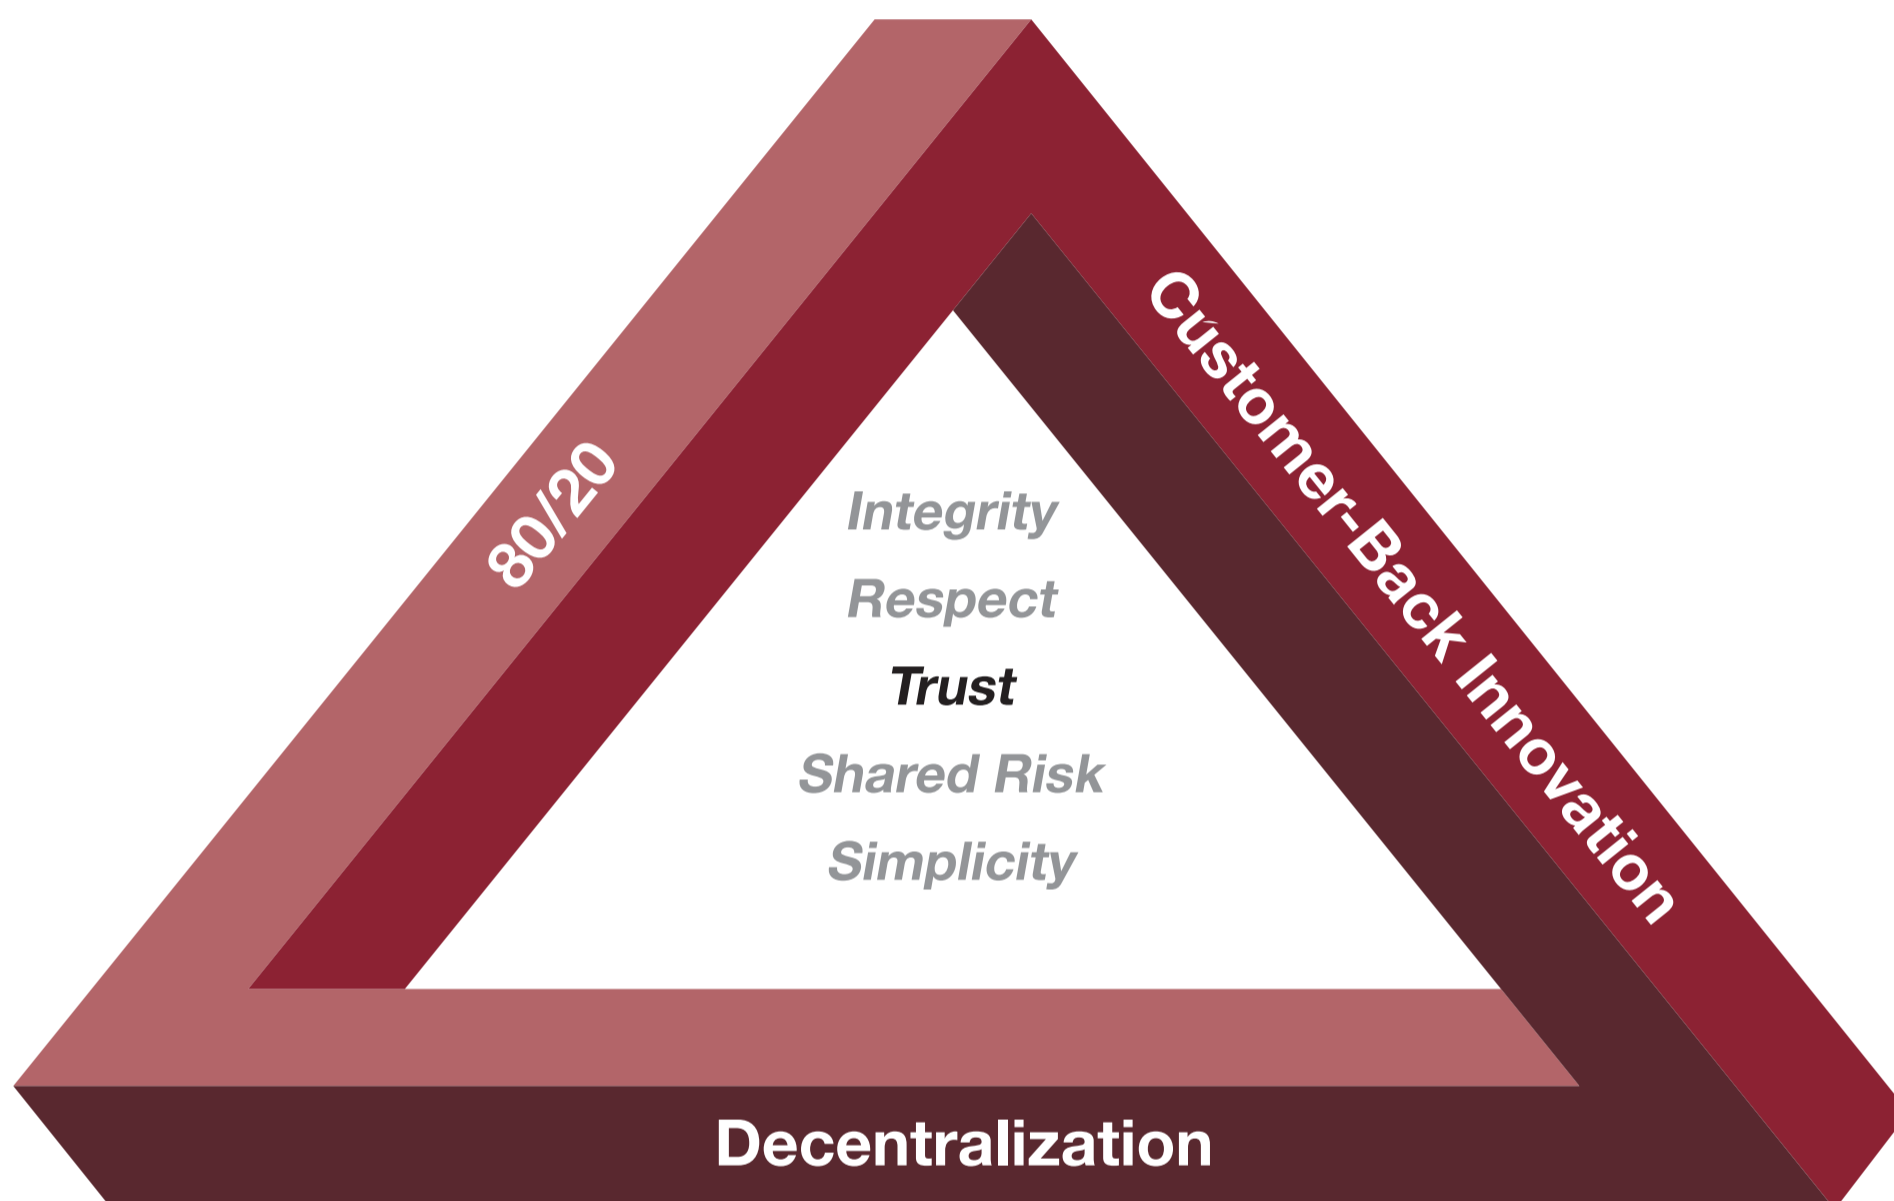 80/20
Customer-Back Innovation
Integrity
Respect
Trust
Shared Risk
Simplicity
Decentralization